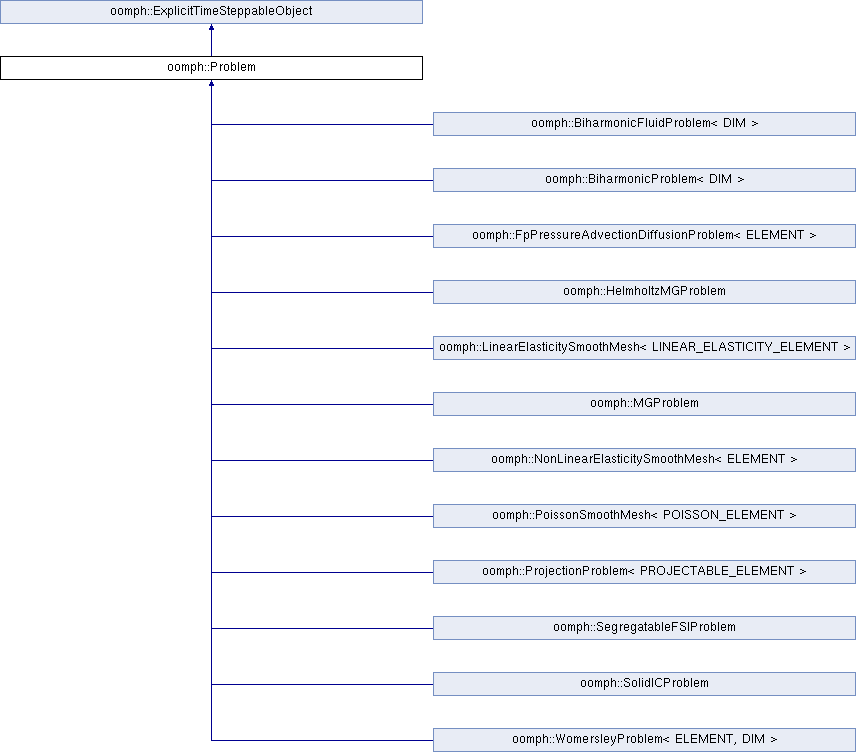 oomph::ExplicitTimeSteppableObject
oomph::Problem
oomph::BiharmonicFluidProblem< DIM >
oomph::BiharmonicProblem< DIM >
oomph::FpPressureAdvectionDiffusionProblem< ELEMENT >
oomph::HelmholtzMGProblem
oomph::LinearElasticitySmoothMesh< LINEAR_ELASTICITY_ELEMENT >
oomph::MGProblem
oomph::NonLinearElasticitySmoothMesh< ELEMENT >
oomph::PoissonSmoothMesh< POISSON_ELEMENT >
oomph::ProjectionProblem< PROJECTABLE_ELEMENT >
oomph::SegregatableFSIProblem
oomph::SolidICProblem
oomph::WomersleyProblem< ELEMENT, DIM >